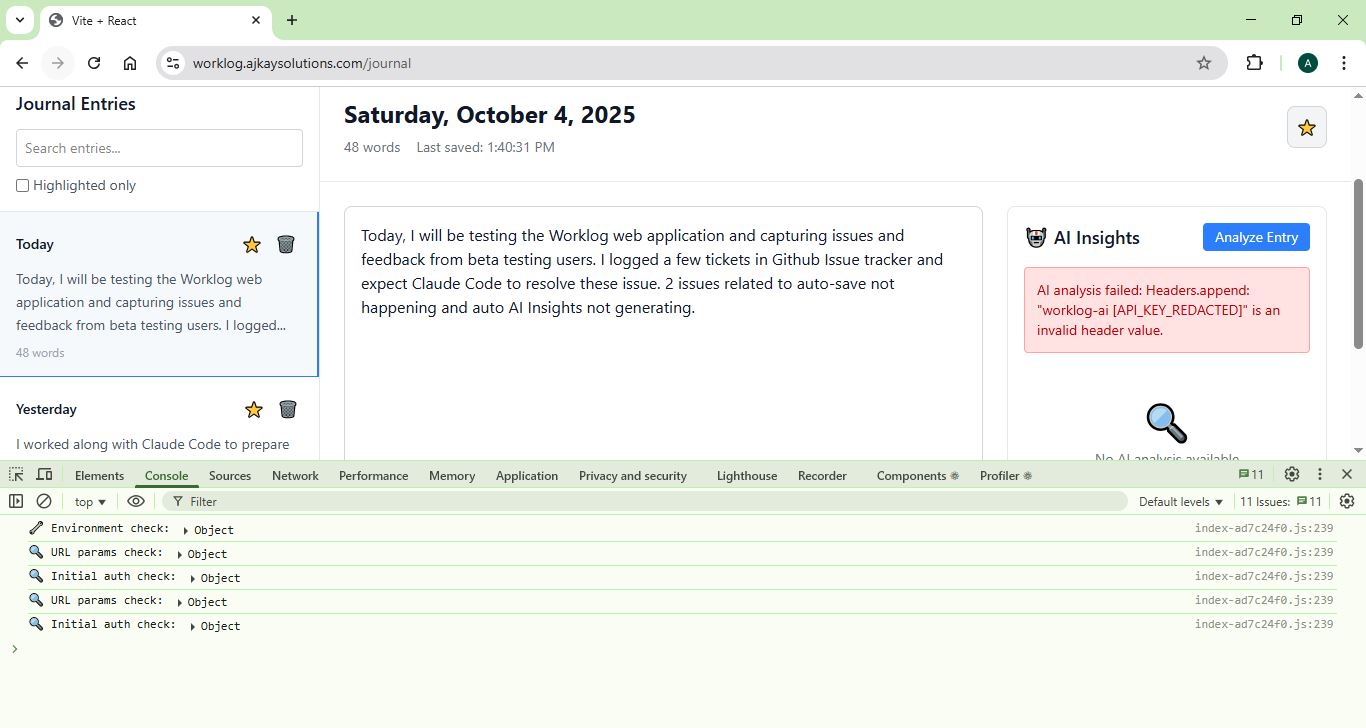 Vite + React
worklog.ajkaysolutions.com/journal
A
Journal Entries
Search entries...
Highlighted only
Today
Today, I will be testing the Worklog web
application and capturing issues and
feedback from beta testing users. I logged...
48 words
Yesterday
I worked along with Claude Code to prepare
Saturday, October 4, 2025
48 words Last saved: 1:40:31 PM
Today, I will be testing the Worklog web application and capturing issues and
feedback from beta testing users. I logged a few tickets in Github Issue tracker and
expect Claude Code to resolve these issue. 2 issues related to auto-save not
happening and auto AI Insights not generating.
AI Insights Analyze Entry
AI analysis failed: Headers.append:
"worklog-ai [API_KEY_REDACTED]" is an
invalid header value.
No AI analysis available
Elements Console Sources Network Performance Memory Application Privacy and security Lighthouse Recorder Components Profiler 11
top Filter Default levels 11 Issues: 11
Environment check: Object index-ad7c24f0.js:239
URL params check: Object index-ad7c24f0.js:239
Initial auth check: Object index-ad7c24f0.js:239
URL params check: Object index-ad7c24f0.js:239
Initial auth check: Object index-ad7c24f0.js:239